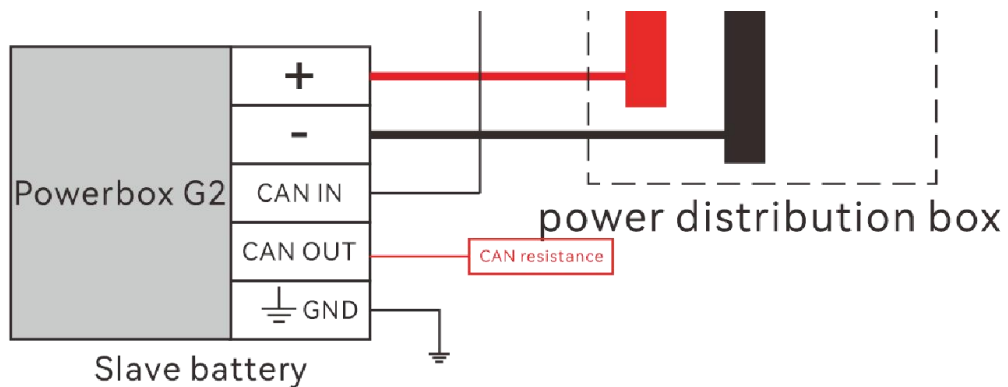 +
-
Powerbox G2
CAN IN
power distribution box
CAN OUT
CAN resistance
GND
Slave battery